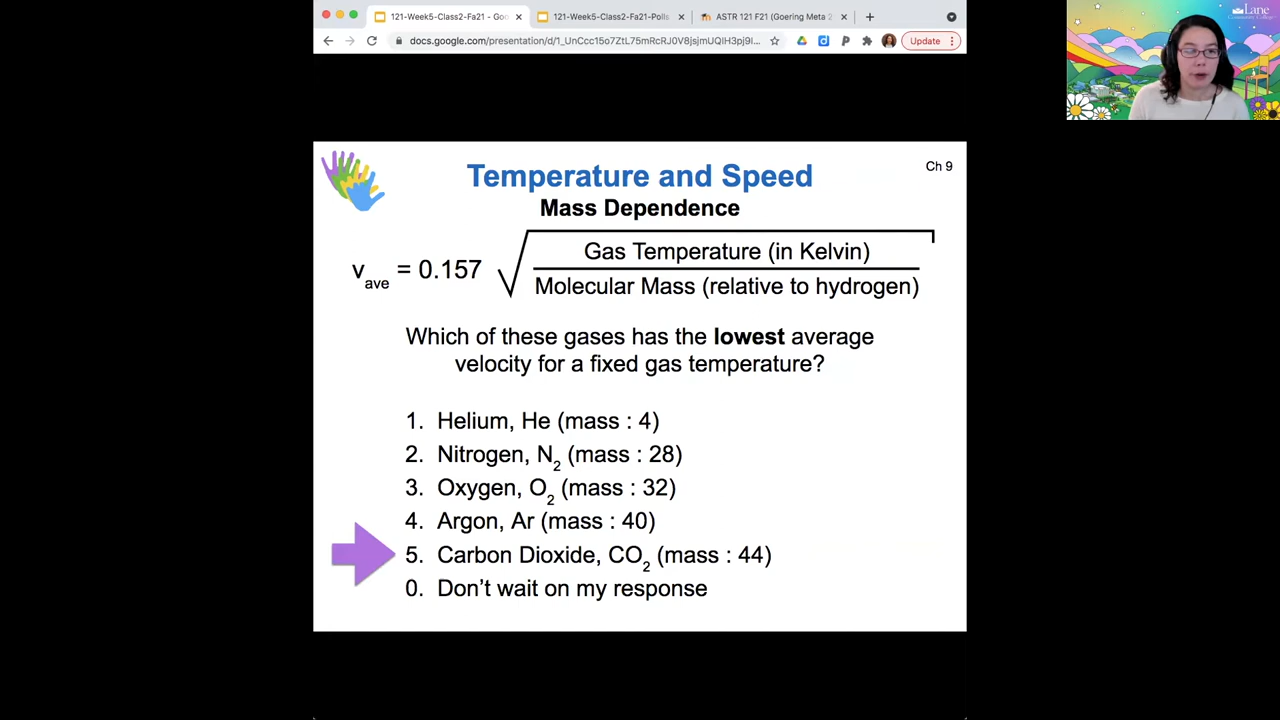 121-Week5-Class2-Fa21 - Goo
121-Week5-Class2-Fa21-Polls
ASTR 121 F21 (Goering Meta 2
docs.google.com/presentation/d/1_UnCcc15o7ZtL75mRcRJ0V8jsjmUQIH3pj9I...
Update
Lane
Community College
Ch 9
Temperature and Speed
Mass Dependence
v_ave = 0.157 √ Gas Temperature (in Kelvin)
Molecular Mass (relative to hydrogen)
Which of these gases has the lowest average
velocity for a fixed gas temperature?
1. Helium, He (mass : 4)
2. Nitrogen, N₂ (mass : 28)
3. Oxygen, O₂ (mass : 32)
4. Argon, Ar (mass : 40)
5. Carbon Dioxide, CO₂ (mass : 44)
0. Don't wait on my response